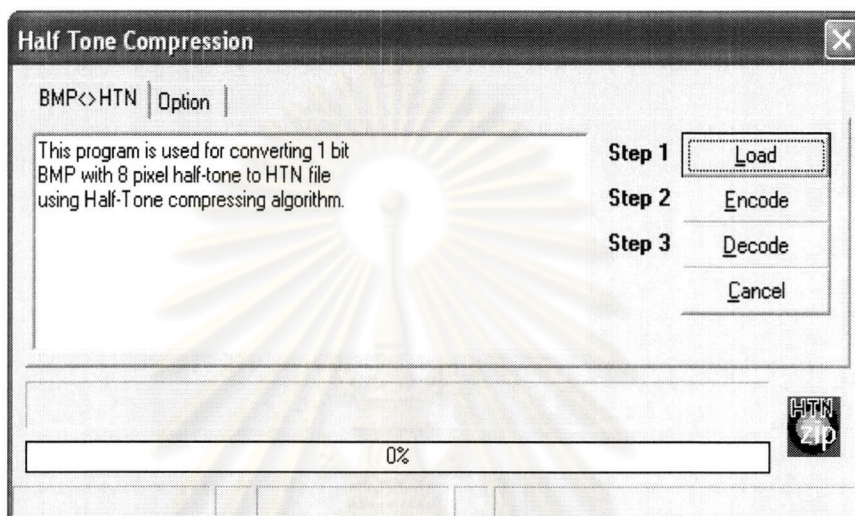 Half Tone Compression
BMP<>HTN Option
This program is used for converting 1 bit
BMP with 8 pixel half-tone to HTN file
using Half-Tone compressing algorithm.
Step 1 Load
Step 2 Encode
Step 3 Decode
Cancel
HTN
zip
0%